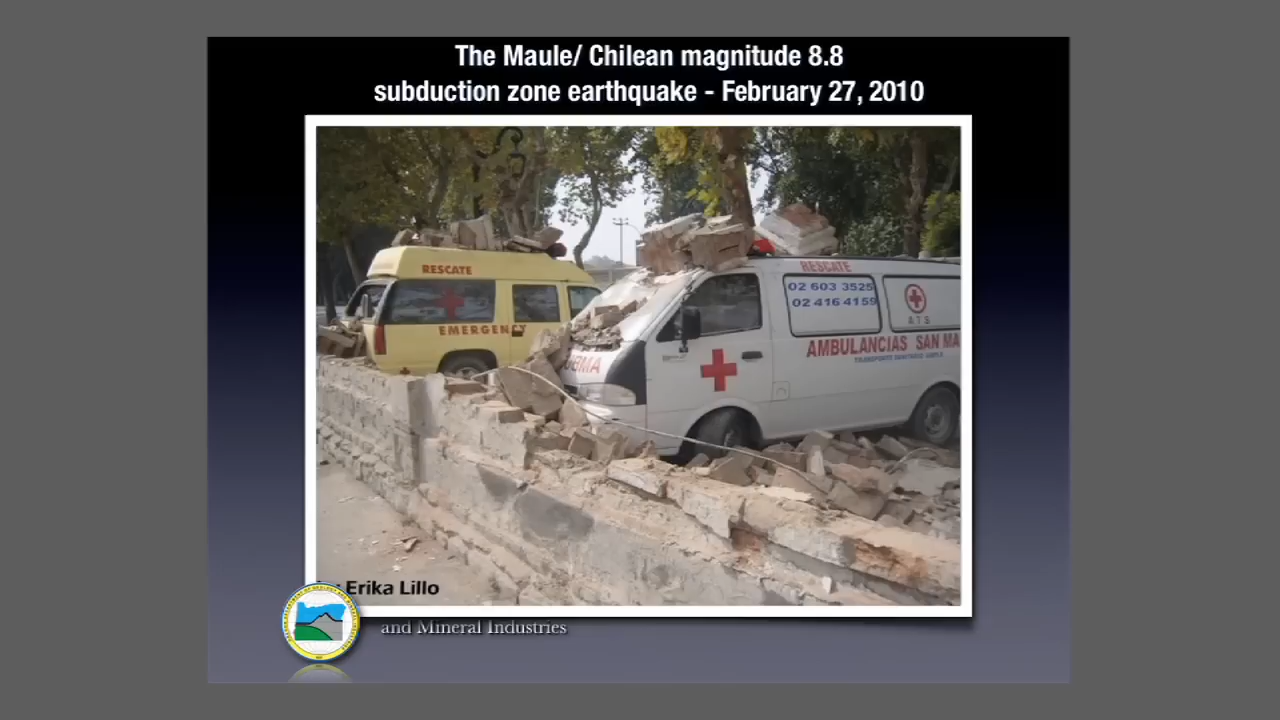 The Maule/ Chilean magnitude 8.8
subduction zone earthquake - February 27, 2010
RESCATE
EMERGENCY
RESCATE
02 603 3525
02 416 4159
ATS
AMBULANCIAS SAN MA
Erika Lillo
and Mineral Industries